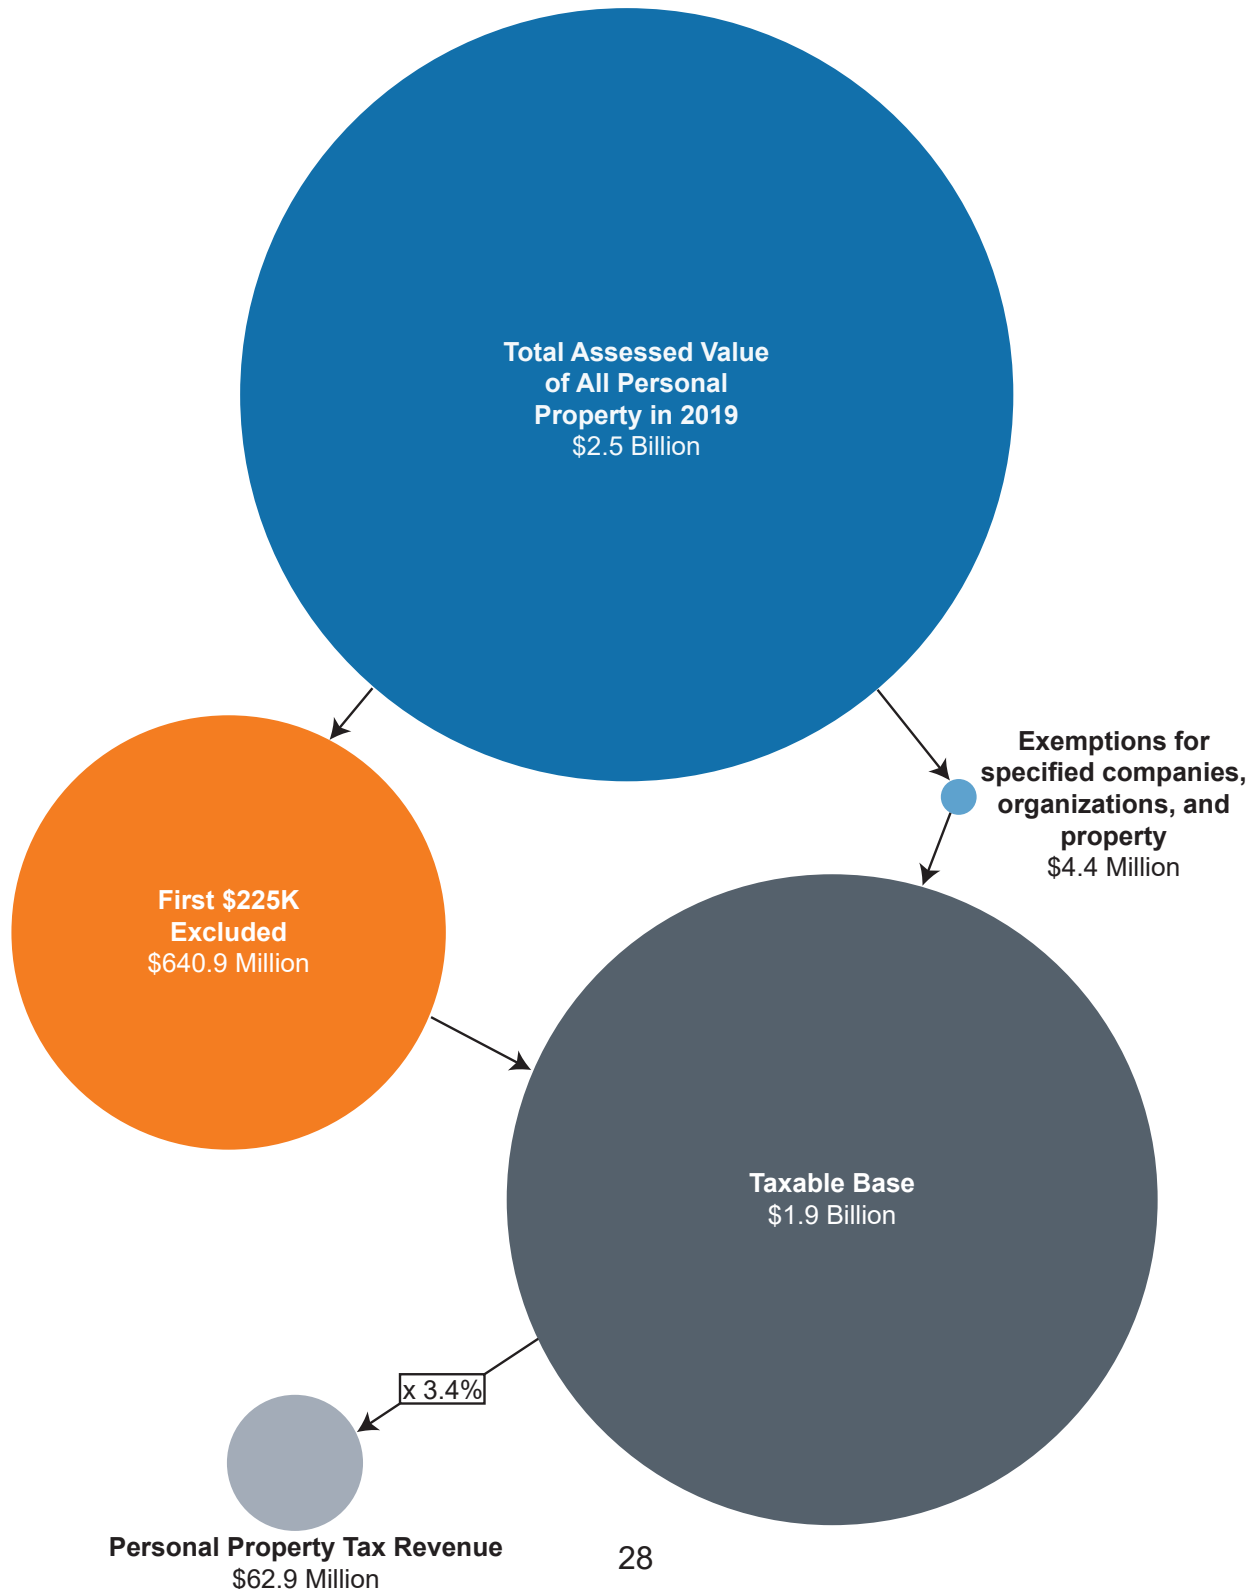 Total Assessed Value
of All Personal
Property in 2019
$2.5 Billion
Exemptions for
specified companies,
organizations, and
property
$4.4 Million
First $225K
Excluded
$640.9 Million
Taxable Base
$1.9 Billion
x 3.4%
Personal Property Tax Revenue
$62.9 Million
28